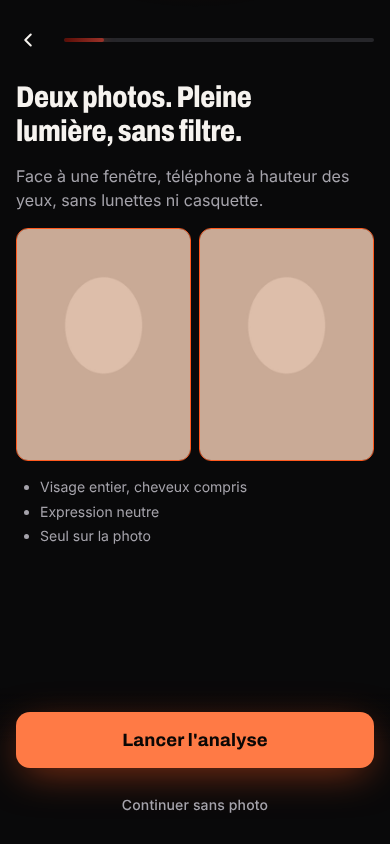 Deux photos. Pleine
lumière, sans filtre.
Face à une fenêtre, téléphone à hauteur des
yeux, sans lunettes ni casquette.
• Visage entier, cheveux compris
• Expression neutre
• Seul sur la photo
Lancer l'analyse
Continuer sans photo